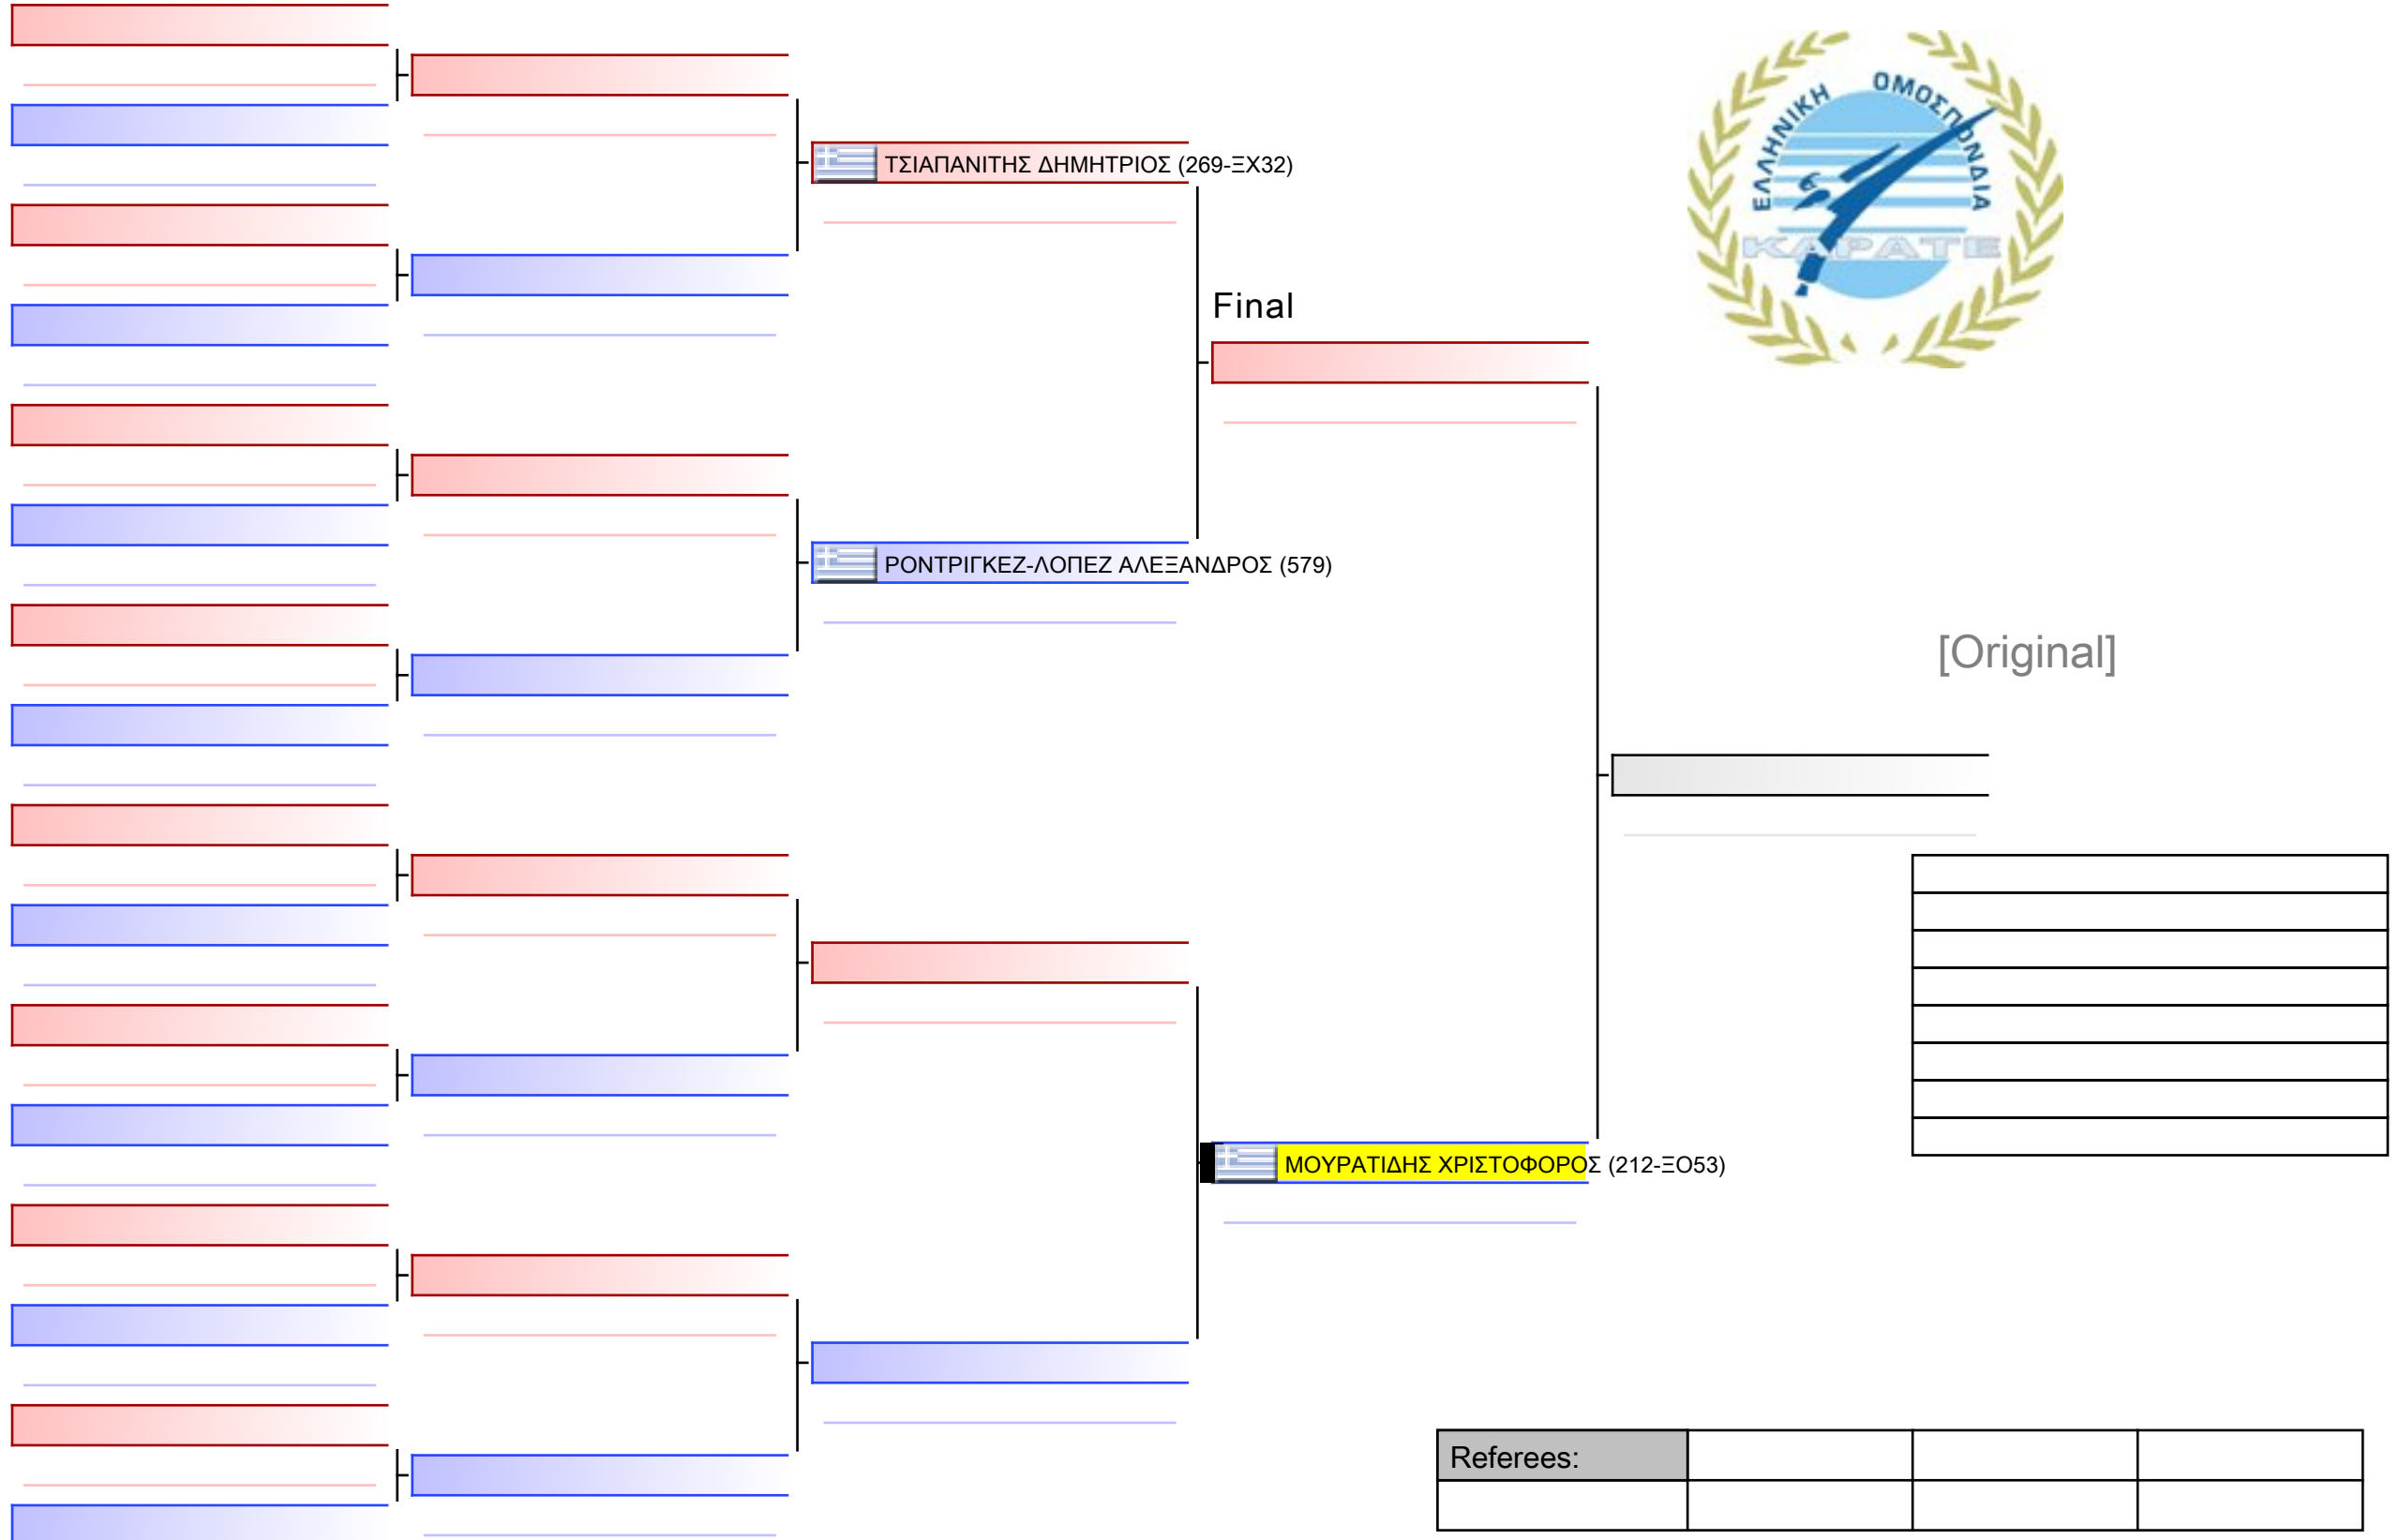 ΕΛΛΗΝΙΚΗ ΟΜΟΣΠΟΝΔΙΑ
ΚΑΡΑΤΕ
ΤΣΙΑΠΑΝΙΤΗΣ ΔΗΜΗΤΡΙΟΣ (269-ΞΧ32)
Final
ΡΟΝΤΡΙΓΚΕΖ-ΛΟΠΕΖ ΑΛΕΞΑΝΔΡΟΣ (579)
[Original]
ΜΟΥΡΑΤΙΔΗΣ ΧΡΙΣΤΟΦΟΡΟΣ (212-ΞΟ53)
Referees: